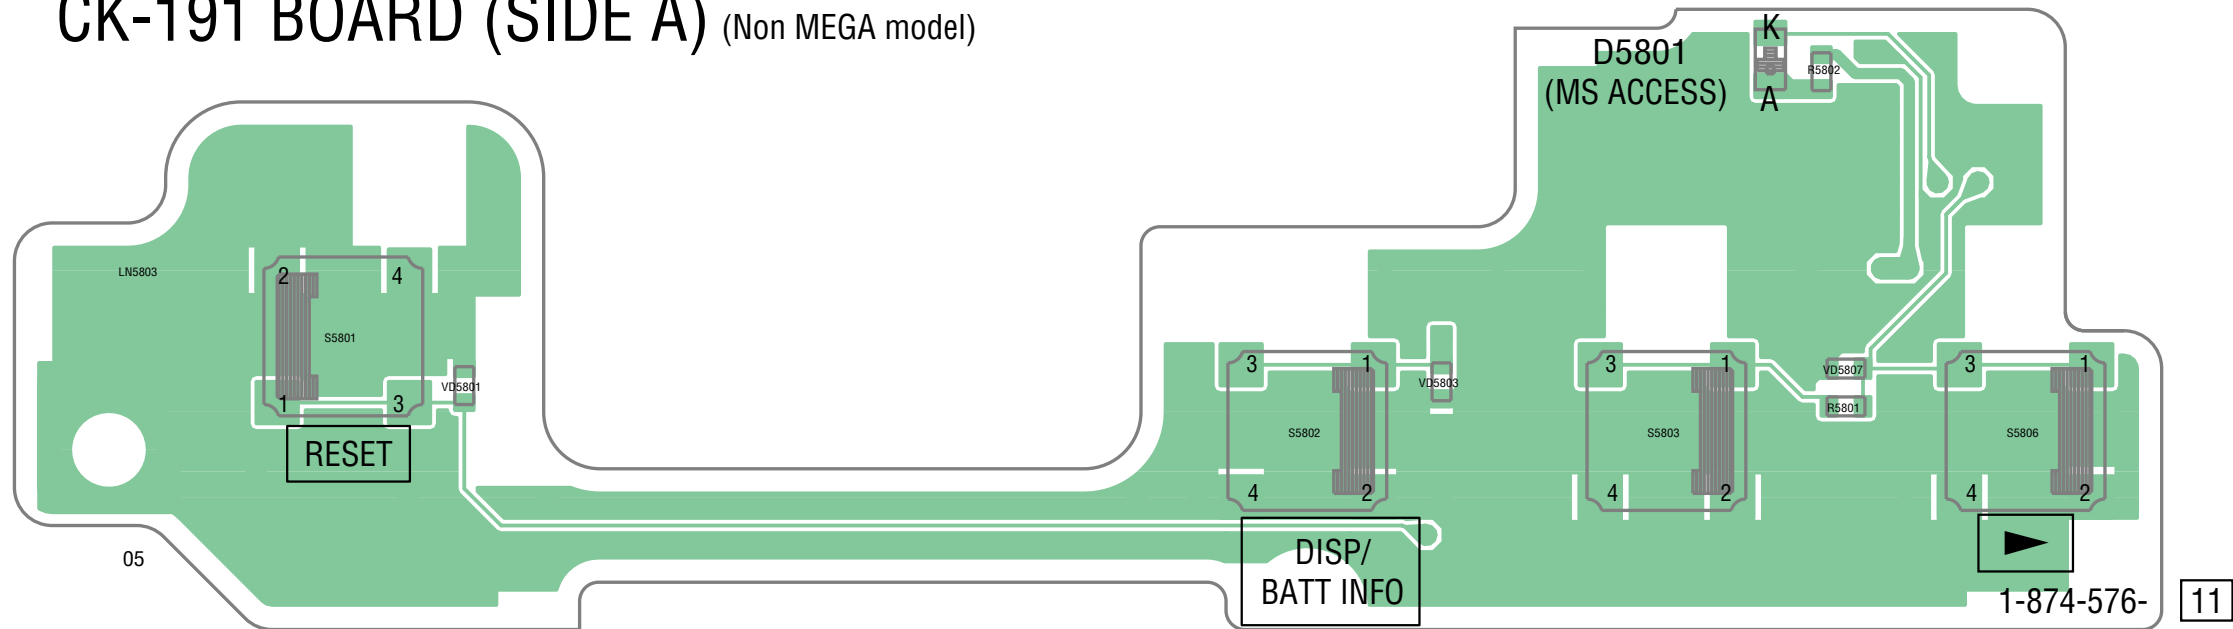 CK-191 BOARD (SIDE A) (Non MEGA model)
K
D5801
R5802
(MS ACCESS)
A
LN5803
2
4
S5801
1
3
VD5801
RESET
3
1
VD5803
S5802
4
2
DISP/
BATT INFO
3
1
S5803
4
2
VD5807
R5801
3
1
S5806
4
2
05
1-874-576-
11